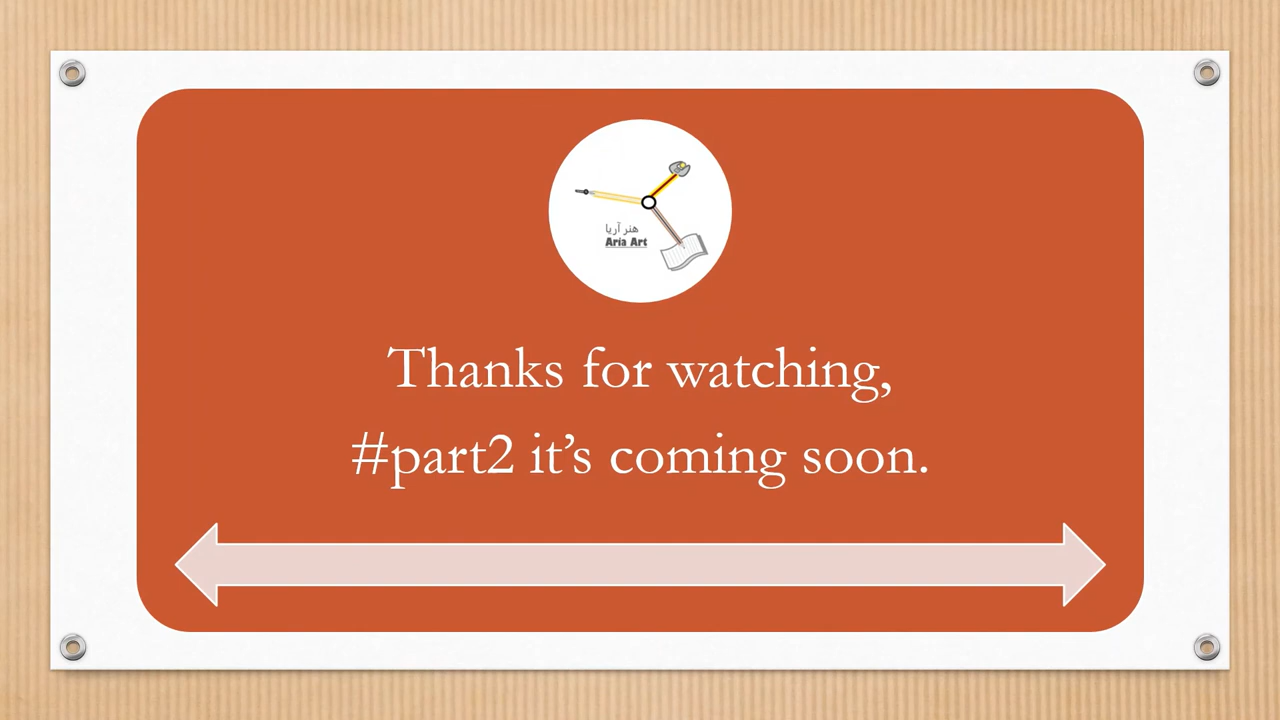 هنر آریا
Aria Art
Thanks for watching,
#part2 it’s coming soon.